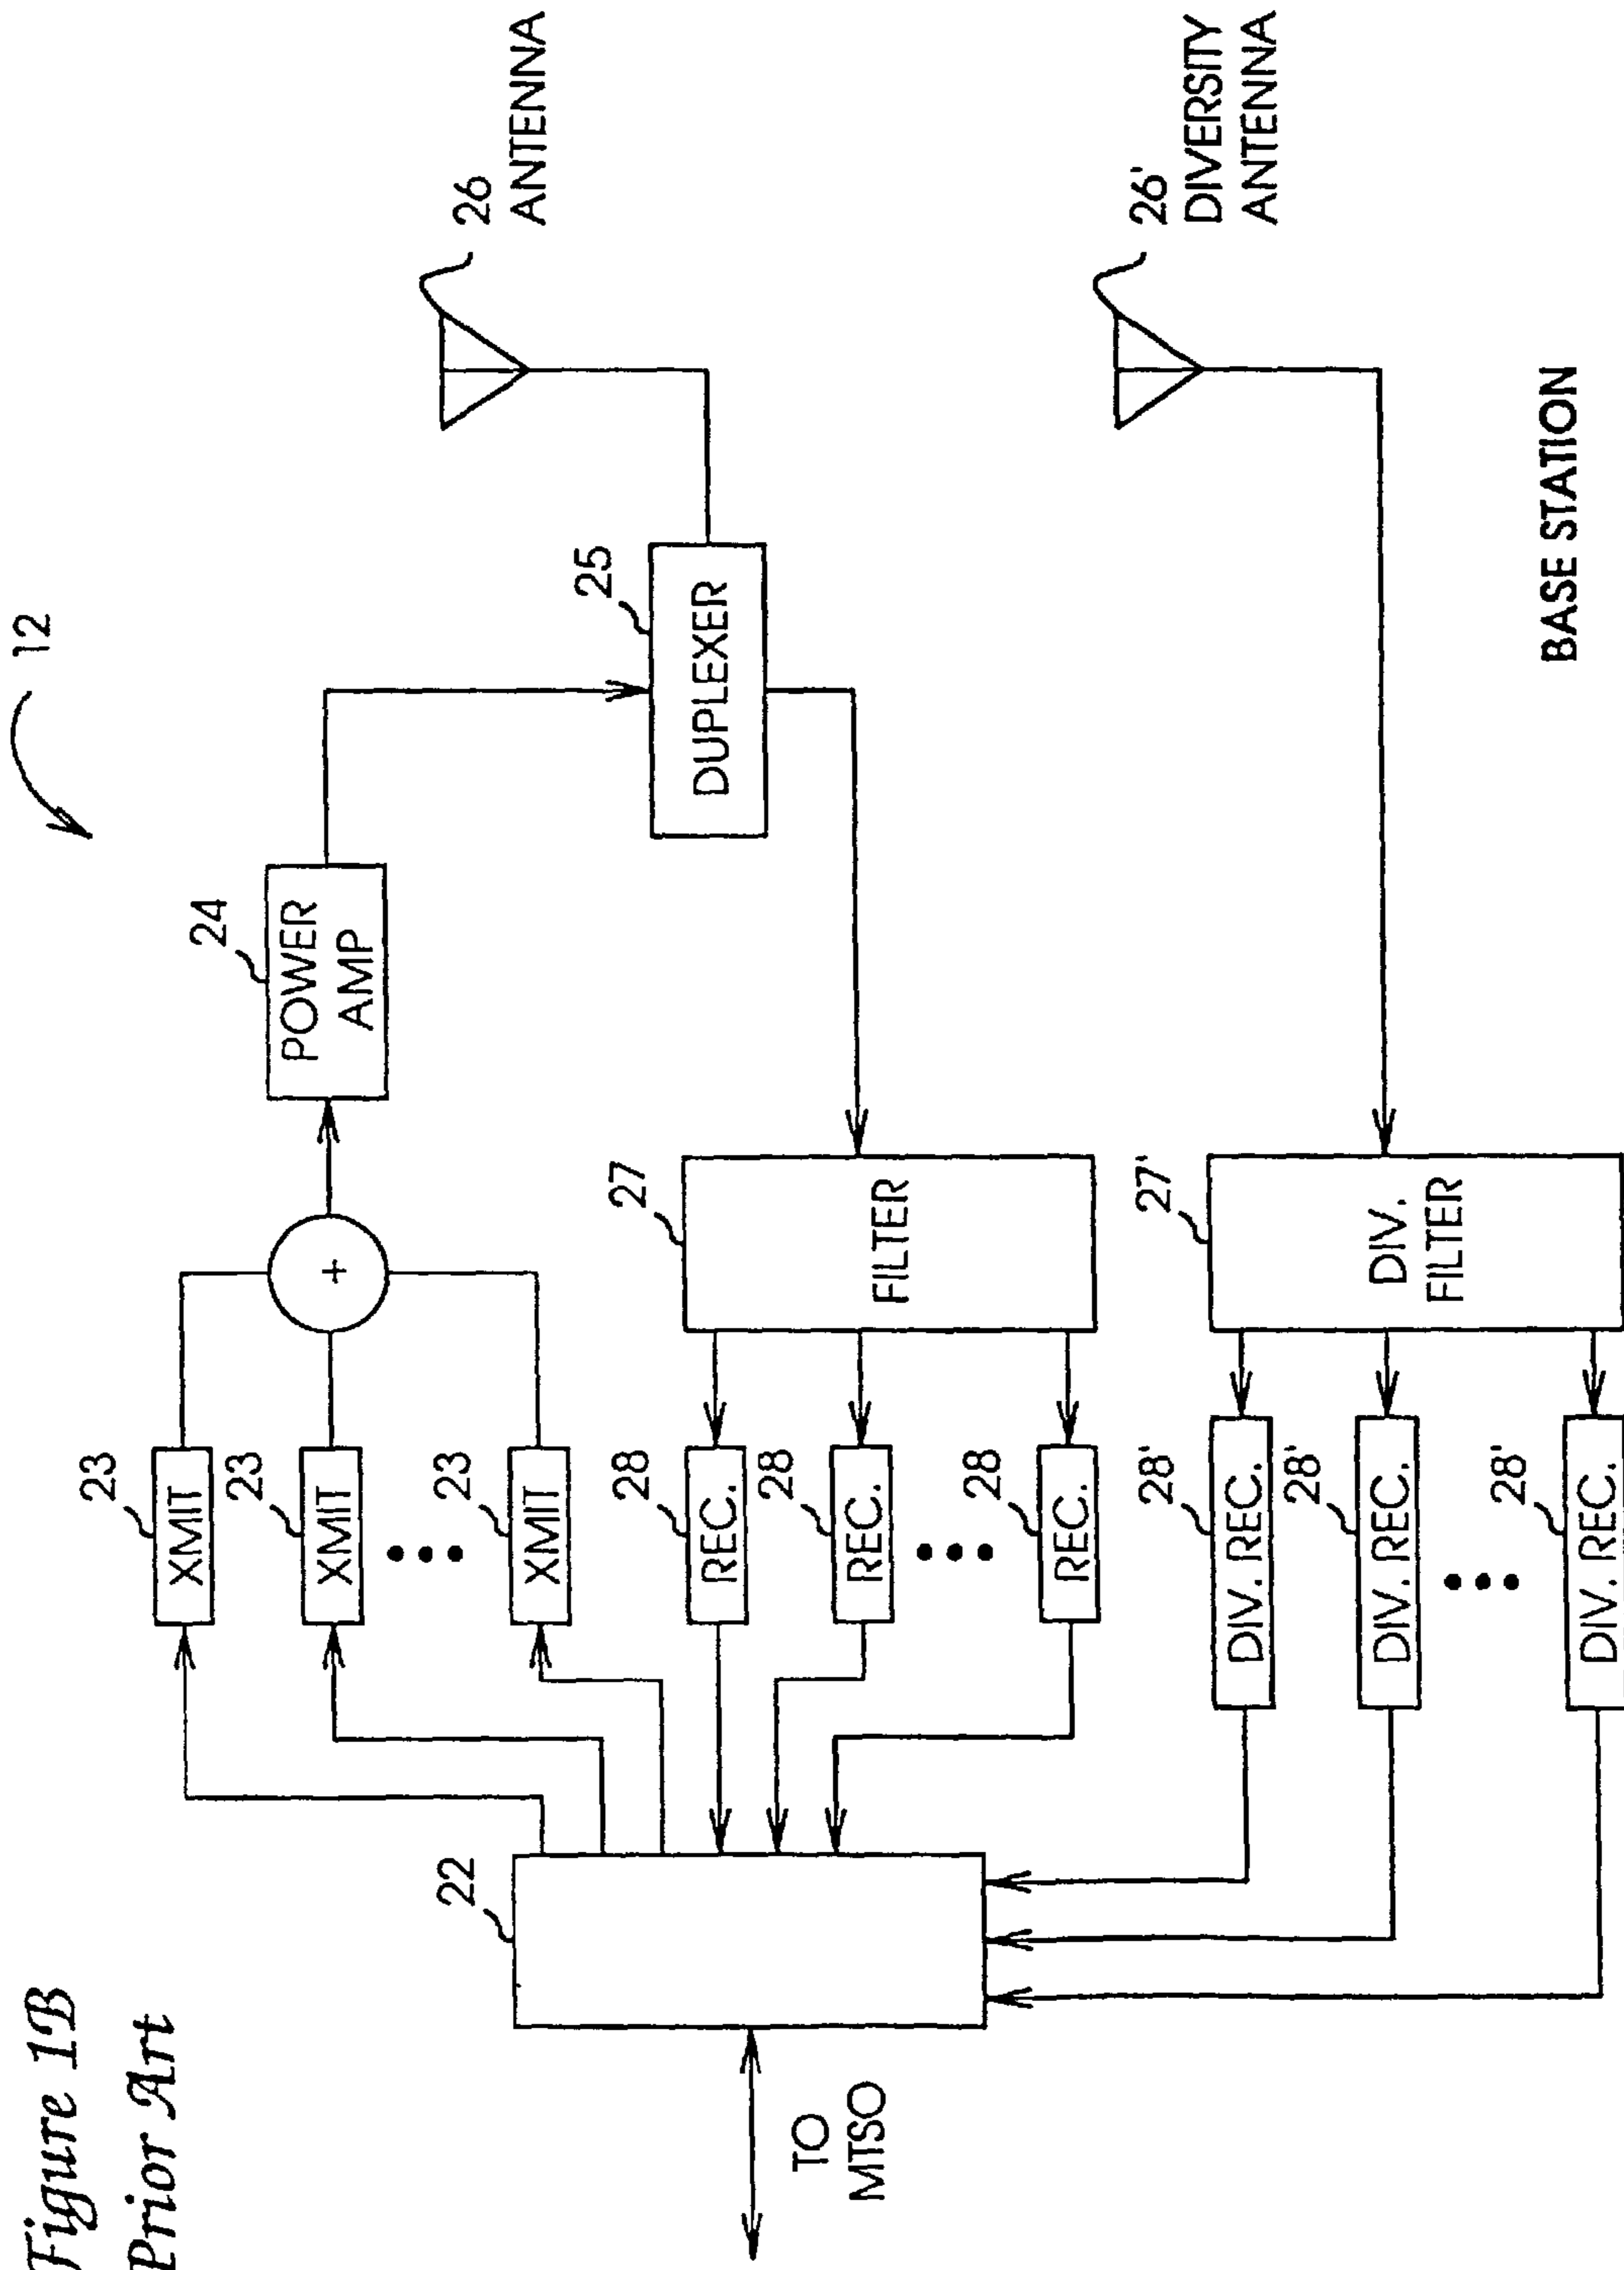 Figure 1B
Prior Art
12
23
XMIT
23
XMIT
23
XMIT
+
24
POWER
AMP
25
DUPLEXER
26
ANTENNA
22
TO
MTSO
28
REC.
28
REC.
28
REC.
27
FILTER
28'
DIV. REC.
28'
DIV. REC.
28'
DIV. REC.
27'
DIV.
FILTER
26'
DIVERSITY
ANTENNA
BASE STATION